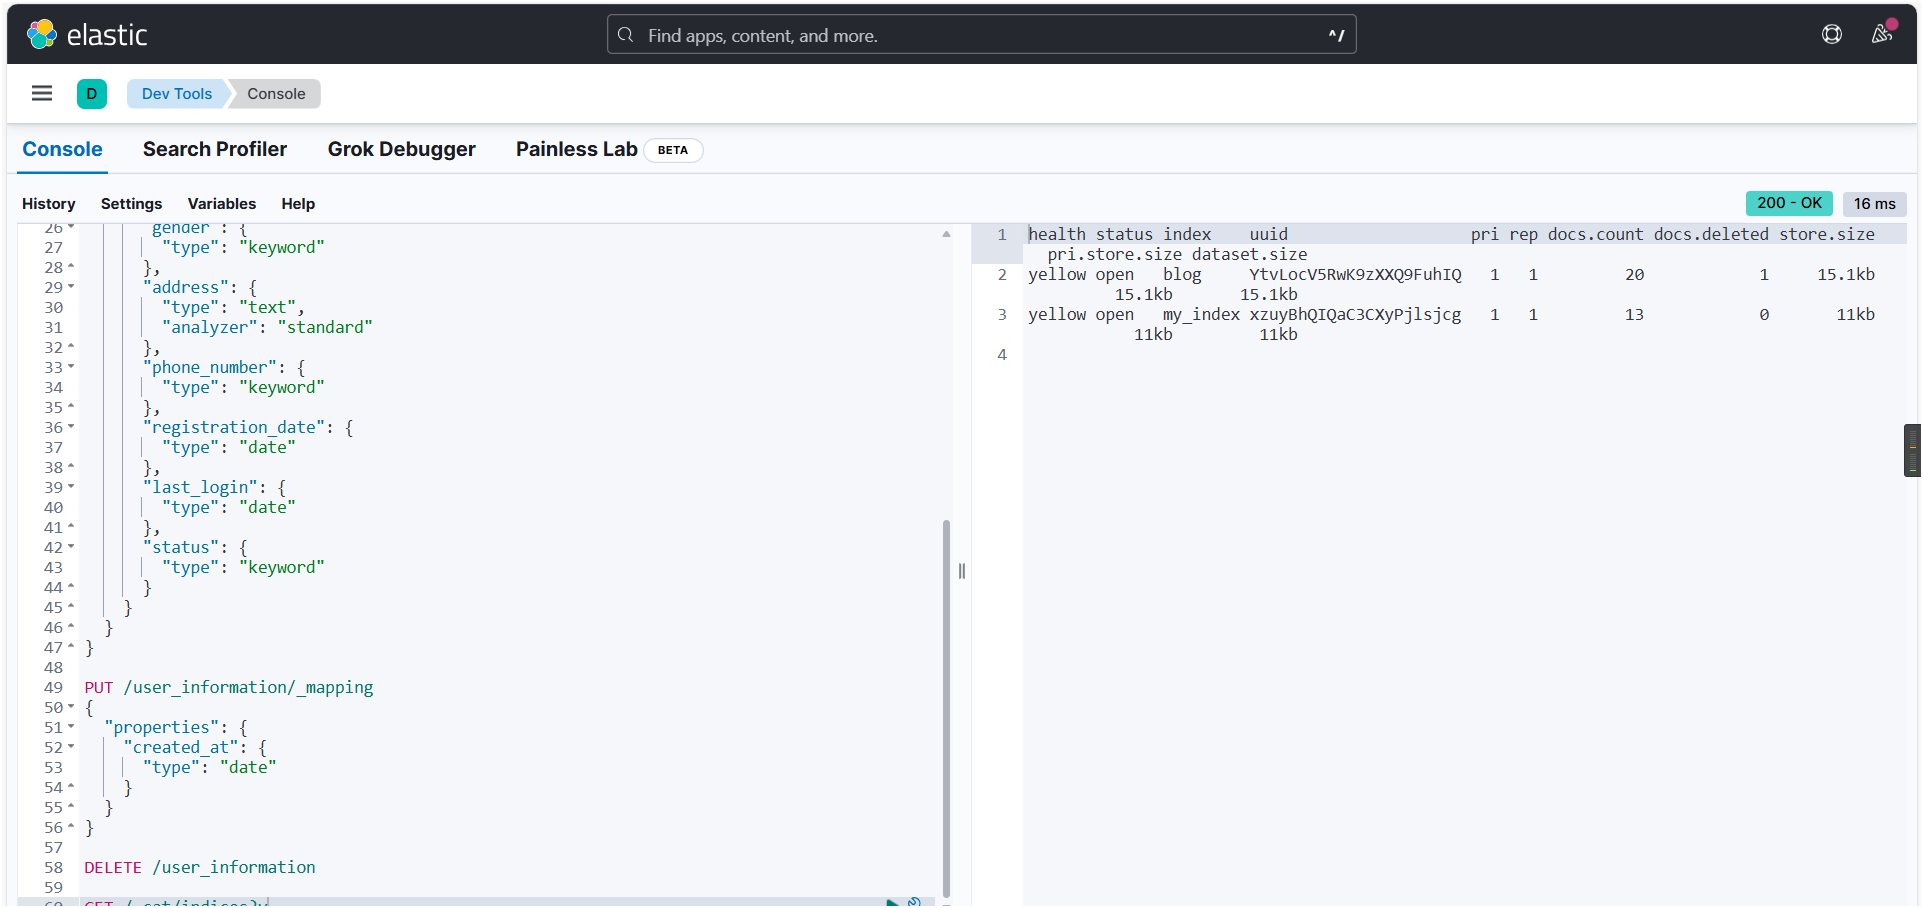 elastic
Find apps, content, and more.
^/
D
Dev Tools
Console
Console
Search Profiler
Grok Debugger
Painless Lab
BETA
History
Settings
Variables
Help
200 - OK
16 ms
26 "gender": {
27 "type": "keyword"
28 },
29 "address": {
30 "type": "text",
31 "analyzer": "standard"
32 },
33 "phone_number": {
34 "type": "keyword"
35 },
36 "registration_date": {
37 "type": "date"
38 },
39 "last_login": {
40 "type": "date"
41 },
42 "status": {
43 "type": "keyword"
44 }
45 }
46 }
47 }
48
49 PUT /user_information/_mapping
50 {
51 "properties": {
52 "created_at": {
53 "type": "date"
54 }
55 }
56 }
57
58 DELETE /user_information
59
60 GET /_cat/indices?v
1 health status index uuid pri rep docs.count docs.deleted store.size
pri.store.size dataset.size
2 yellow open blog YtvLocV5RwK9zXXQ9FuhIQ 1 1 20 1 15.1kb
15.1kb 15.1kb
3 yellow open my_index xzuyBhQIQaC3CXyPjlsjcg 1 1 13 0 11kb
11kb 11kb
4